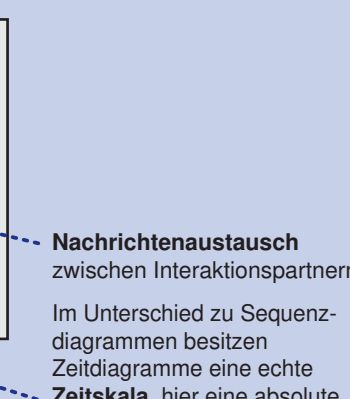 Nachrichtenaustausch
zwischen Interaktionspartnern
Im Unterschied zu Sequenz-
diagrammen besitzen
Zeitdiagramme eine echte
Zeitskala, hier eine absolute